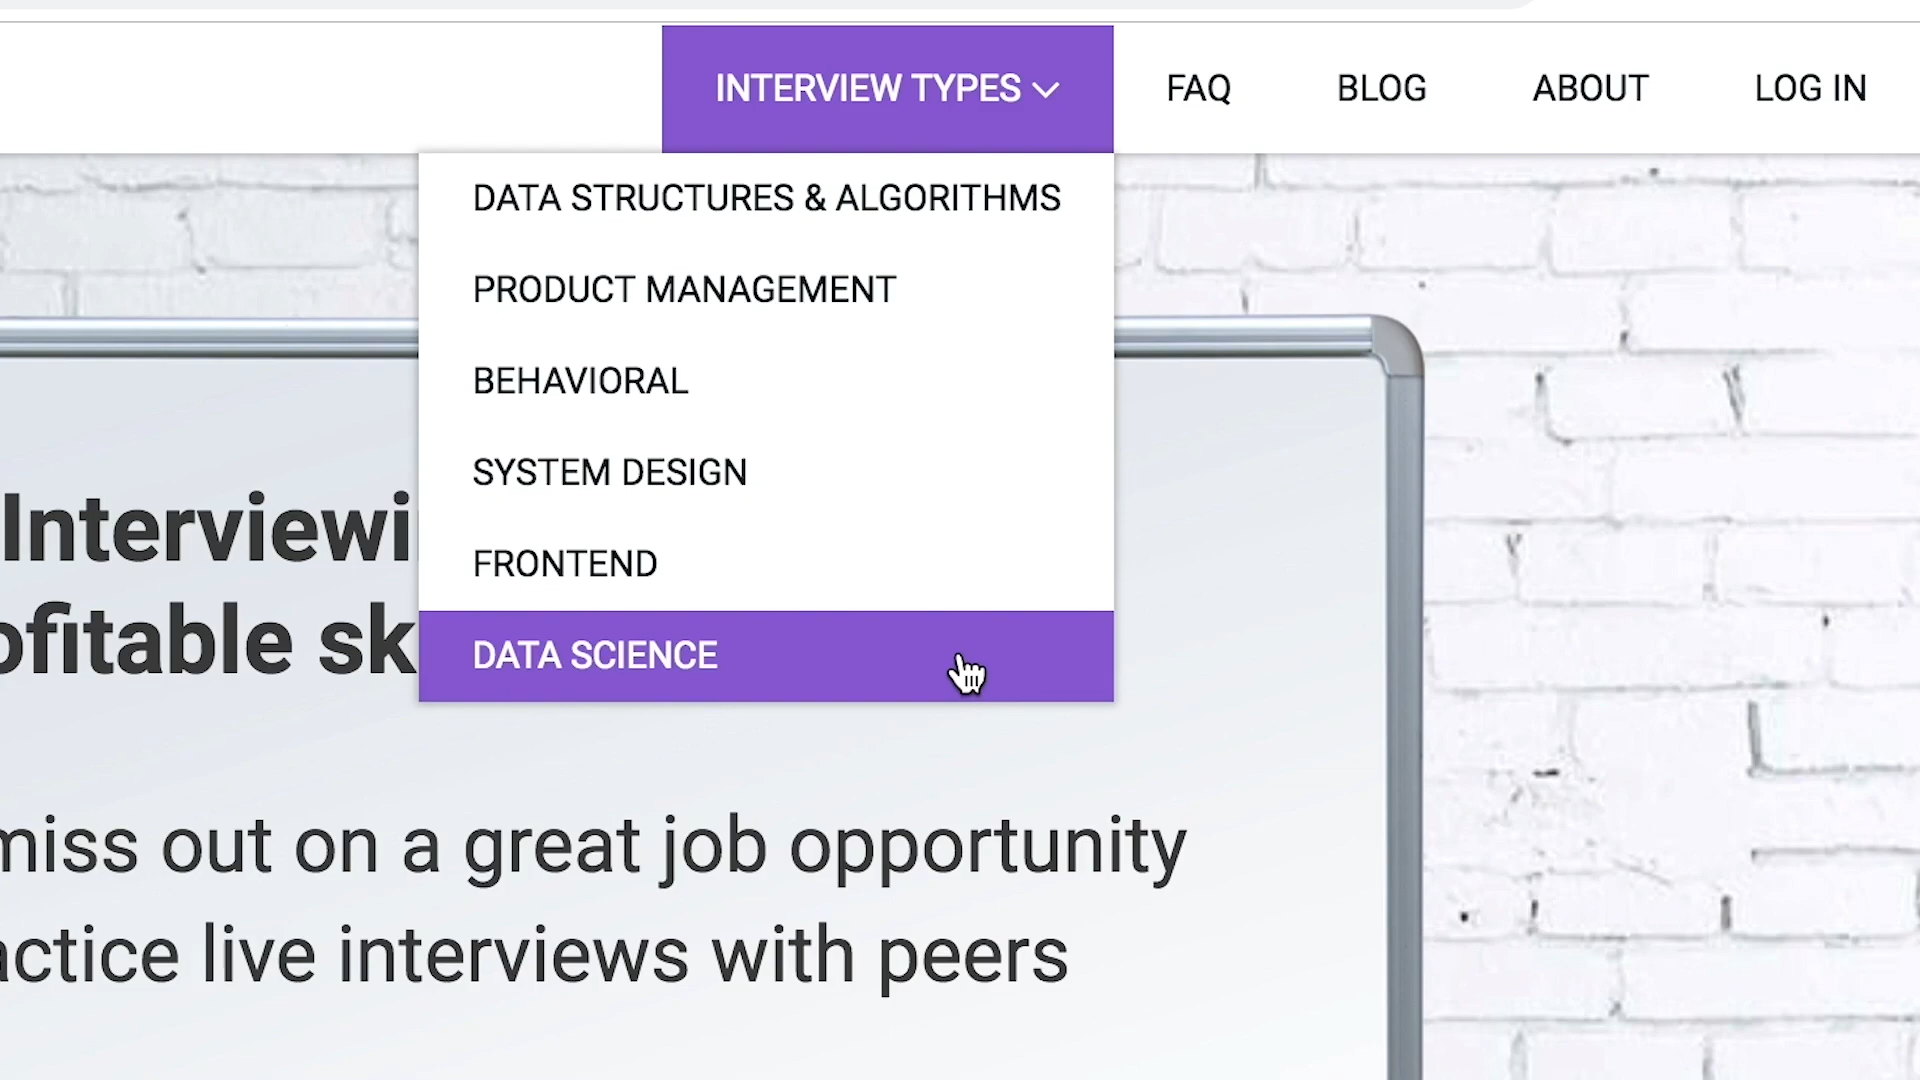 INTERVIEW TYPES FAQ BLOG ABOUT LOG IN
DATA STRUCTURES & ALGORITHMS
PRODUCT MANAGEMENT
BEHAVIORAL
SYSTEM DESIGN
FRONTEND
DATA SCIENCE
Interviewi
ofitable sk
miss out on a great job opportunity
actice live interviews with peers